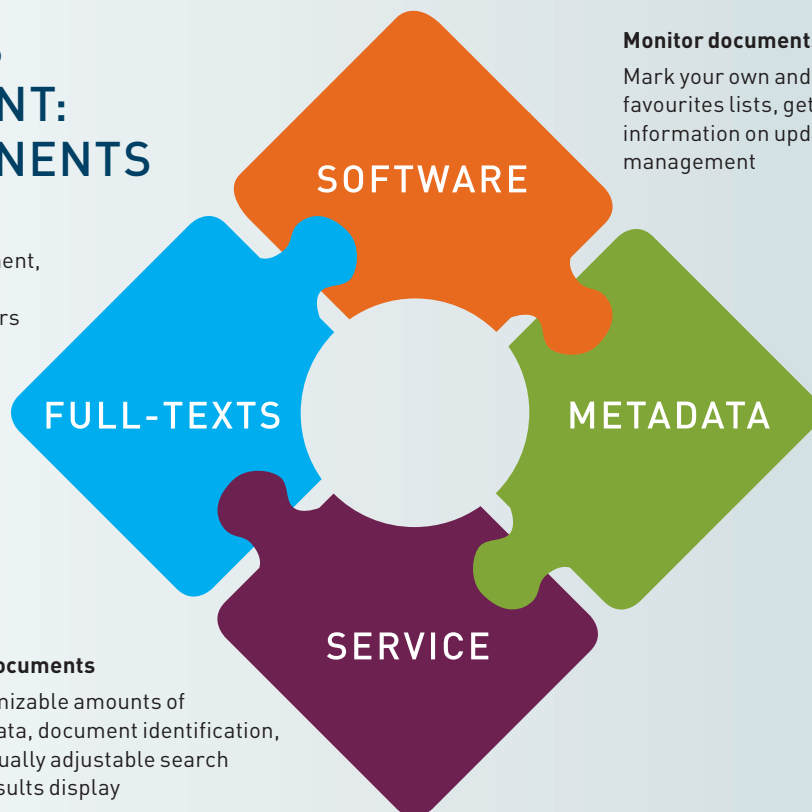 NT:
NENTS
ent,
rs
SOFTWARE
Monitor document
Mark your own and
favourites lists, get
information on upd
management
FULL-TEXTS
METADATA
SERVICE
ocuments
nizable amounts of
ata, document identification,
ually adjustable search
sults display